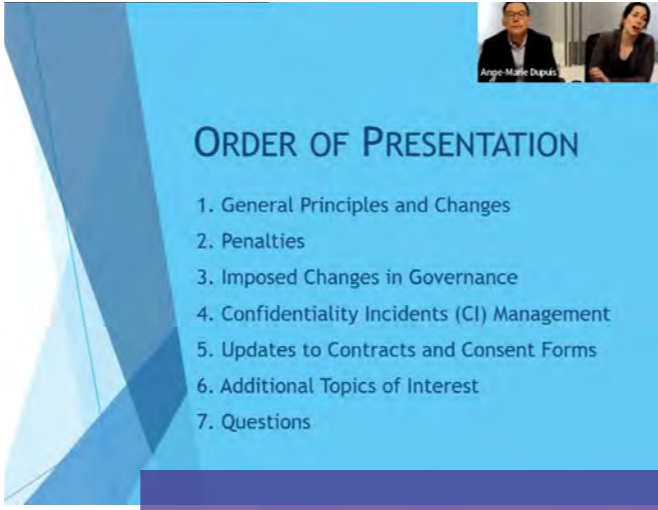 Anne-Marie Dupuis
ORDER OF PRESENTATION
1. General Principles and Changes
2. Penalties
3. Imposed Changes in Governance
4. Confidentiality Incidents (CI) Management
5. Updates to Contracts and Consent Forms
6. Additional Topics of Interest
7. Questions